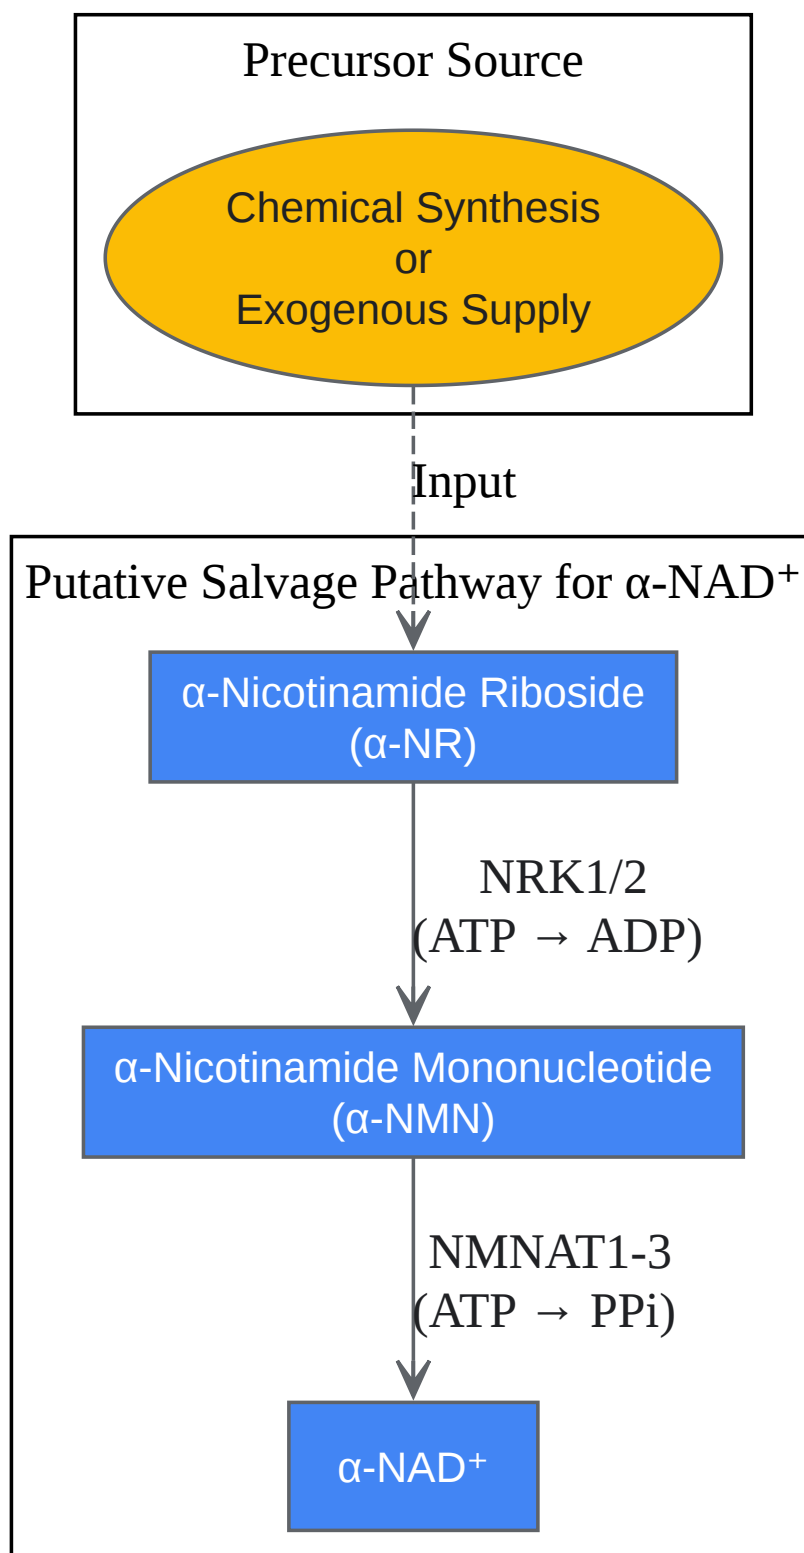 Precursor Source
Chemical Synthesis
or
Exogenous Supply
Input
Putative Salvage Pathway for α-NAD⁺
α-Nicotinamide Riboside
(α-NR)
NRK1/2
(ATP → ADP)
α-Nicotinamide Mononucleotide
(α-NMN)
NMNAT1-3
(ATP → PPi)
α-NAD⁺